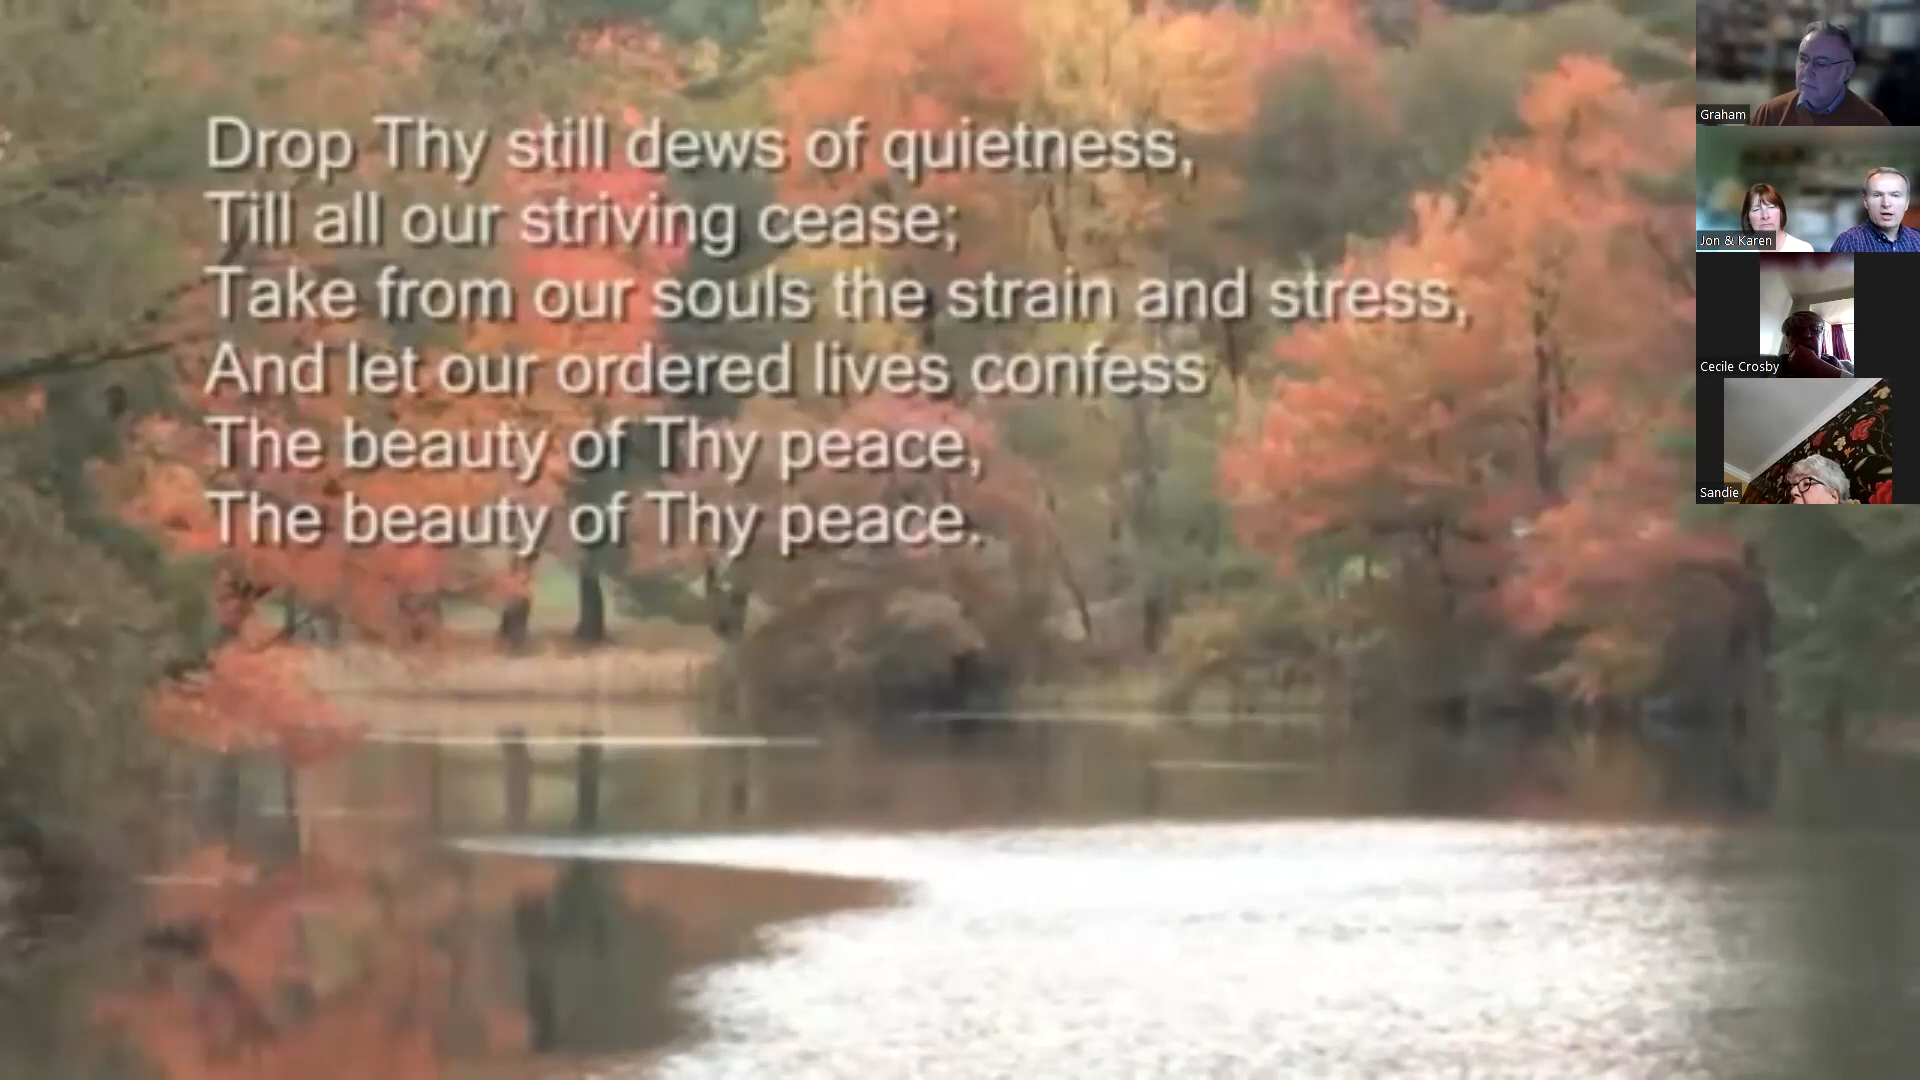 Drop Thy still dews of quietness,
Till all our striving cease;
Take from our souls the strain and stress,
And let our ordered lives confess
The beauty of Thy peace,
The beauty of Thy peace.
Graham
Jon & Karen
Cecile Crosby
Sandie